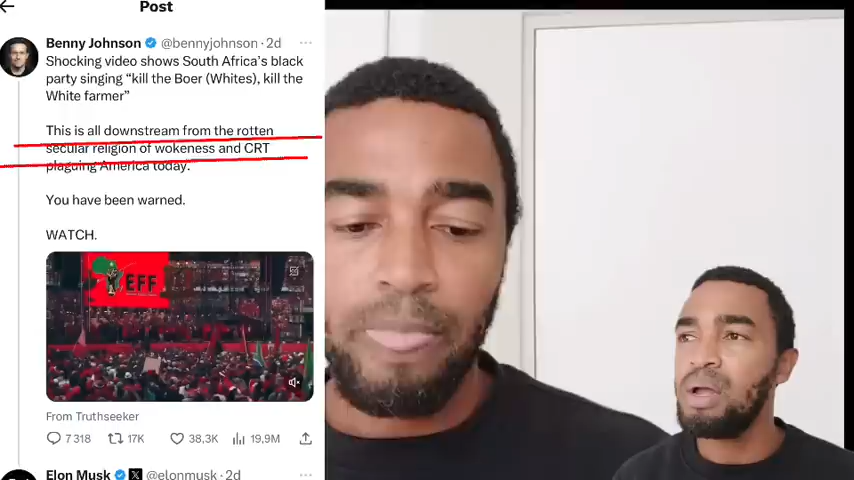 Post
Benny Johnson @bennyjohnson · 2d
Shocking video shows South Africa's black
party singing "kill the Boer (Whites), kill the
White farmer"
This is all downstream from the rotten
secular religion of wokeness and CRT
plaguing America today.
You have been warned.
WATCH.
EFF
From Truthseeker
7 318 17K 38,3K 19,9M
Elon Musk X @elonmusk · 2d